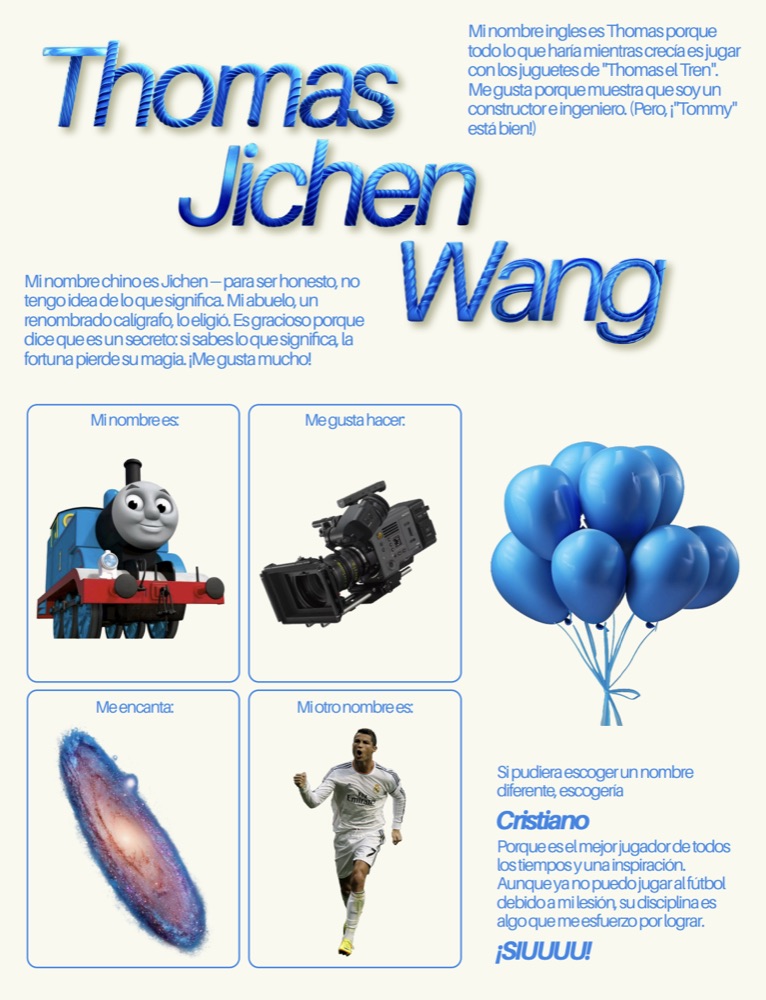 Thomas
Jichen
Wang
Mi nombre ingles es Thomas porque
todo lo que haría mientras crecía es jugar
con los juguetes de "Thomas el Tren".
Me gusta porque muestra que soy un
constructor e ingeniero. (Pero, ¡"Tommy"
está bien!)
Mi nombre chino es Jichen — para ser honesto, no
tengo idea de lo que significa. Mi abuelo, un
renombrado calígrafo, lo eligió. Es gracioso porque
dice que es un secreto: si sabes lo que significa, la
fortuna pierde su magia. ¡Me gusta mucho!
Mi nombre es:
Me gusta hacer:
Me encanta:
Mi otro nombre es:
Fly
Emirates
7
Si pudiera escoger un nombre
diferente, escogería
Cristiano
Porque es el mejor jugador de todos
los tiempos y una inspiración.
Aunque ya no puedo jugar al fútbol
debido a mi lesión, su disciplina es
algo que me esfuerzo por lograr.
¡SIUUUU!